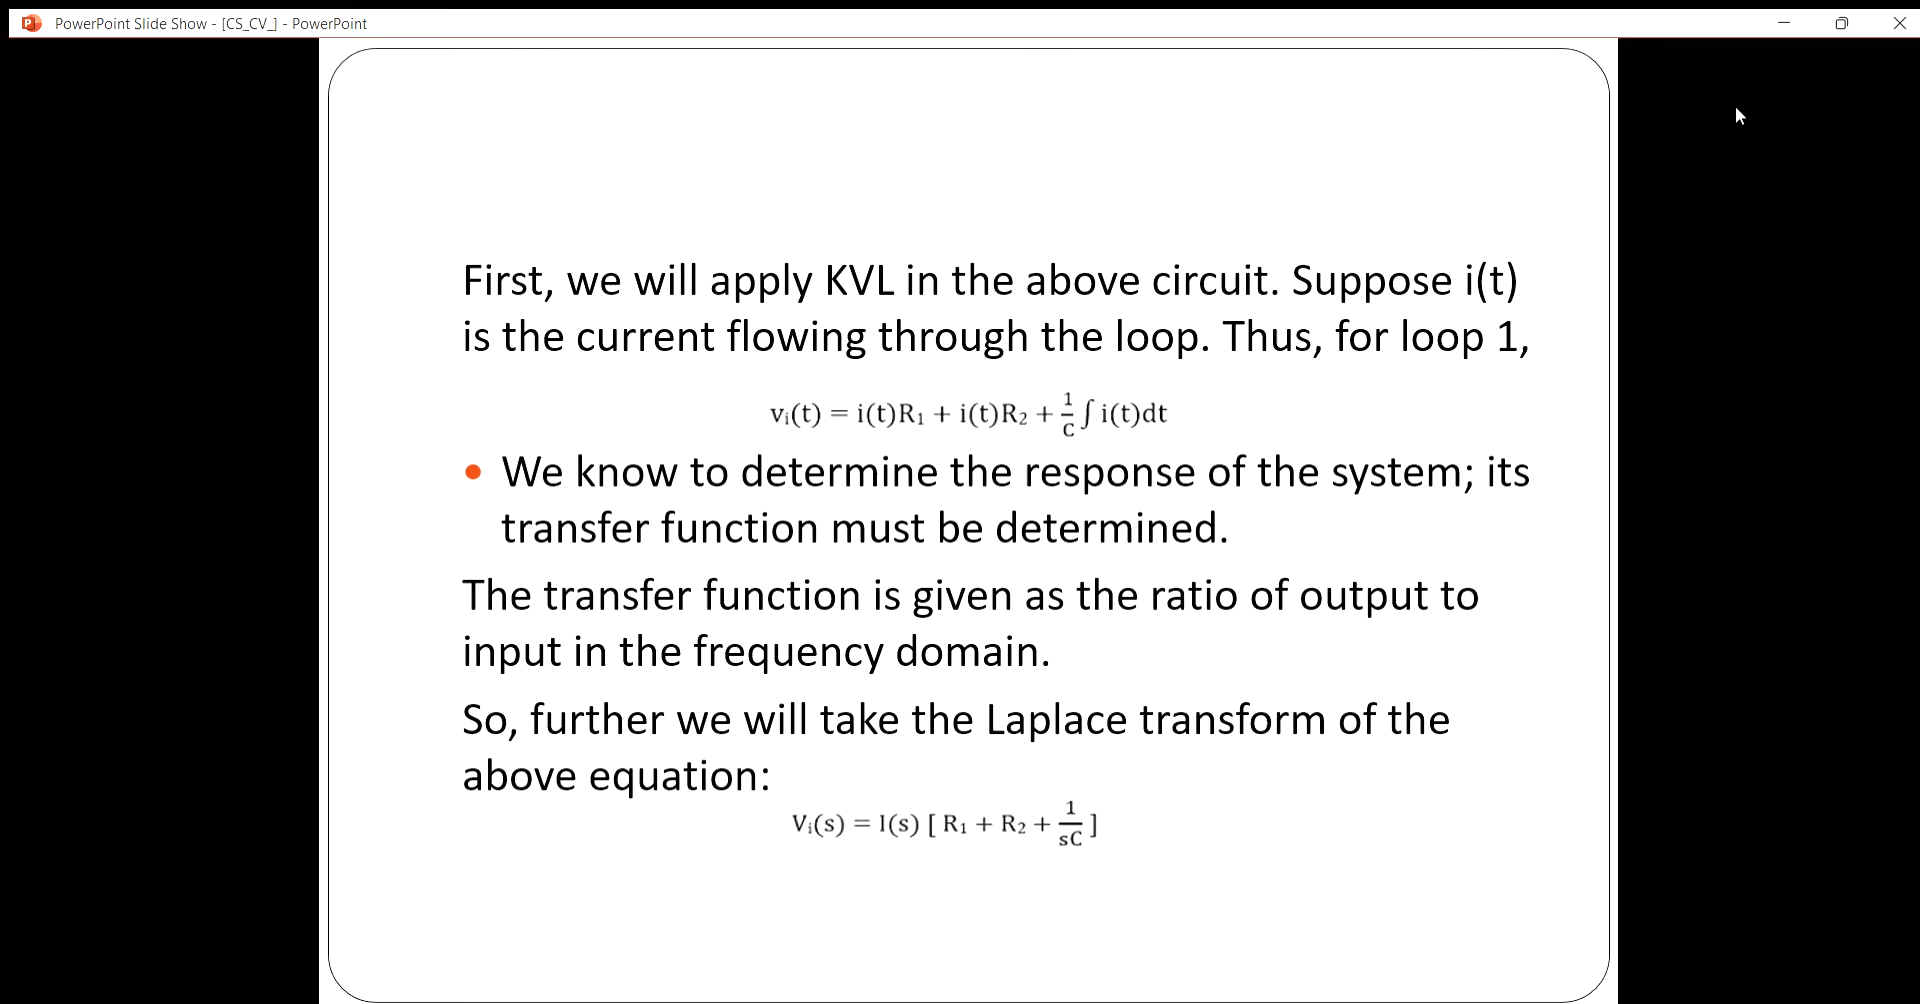 PowerPoint Slide Show - [CS_CV_] - PowerPoint
First, we will apply KVL in the above circuit. Suppose i(t)
is the current flowing through the loop. Thus, for loop 1,
vᵢ(t) = i(t)R₁ + i(t)R₂ + 1/C ∫ i(t)dt
• We know to determine the response of the system; its
transfer function must be determined.
The transfer function is given as the ratio of output to
input in the frequency domain.
So, further we will take the Laplace transform of the
above equation:
Vᵢ(s) = I(s) [ R₁ + R₂ + 1/sC ]